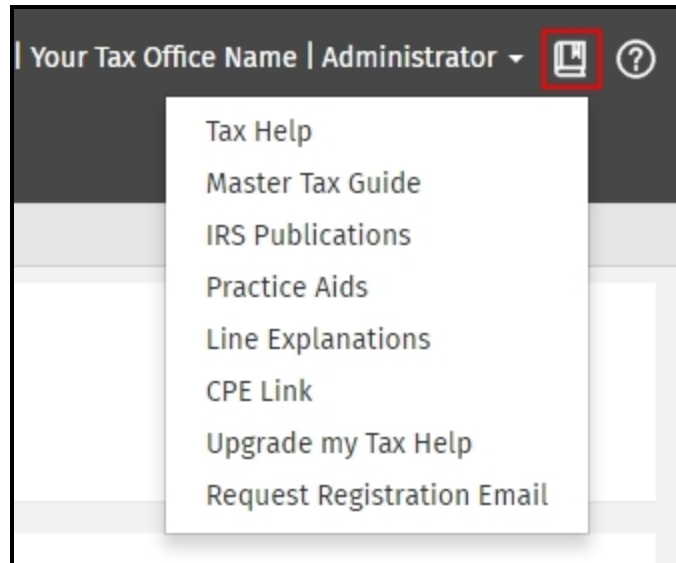 | Your Tax Office Name | Administrator
Tax Help
Master Tax Guide
IRS Publications
Practice Aids
Line Explanations
CPE Link
Upgrade my Tax Help
Request Registration Email